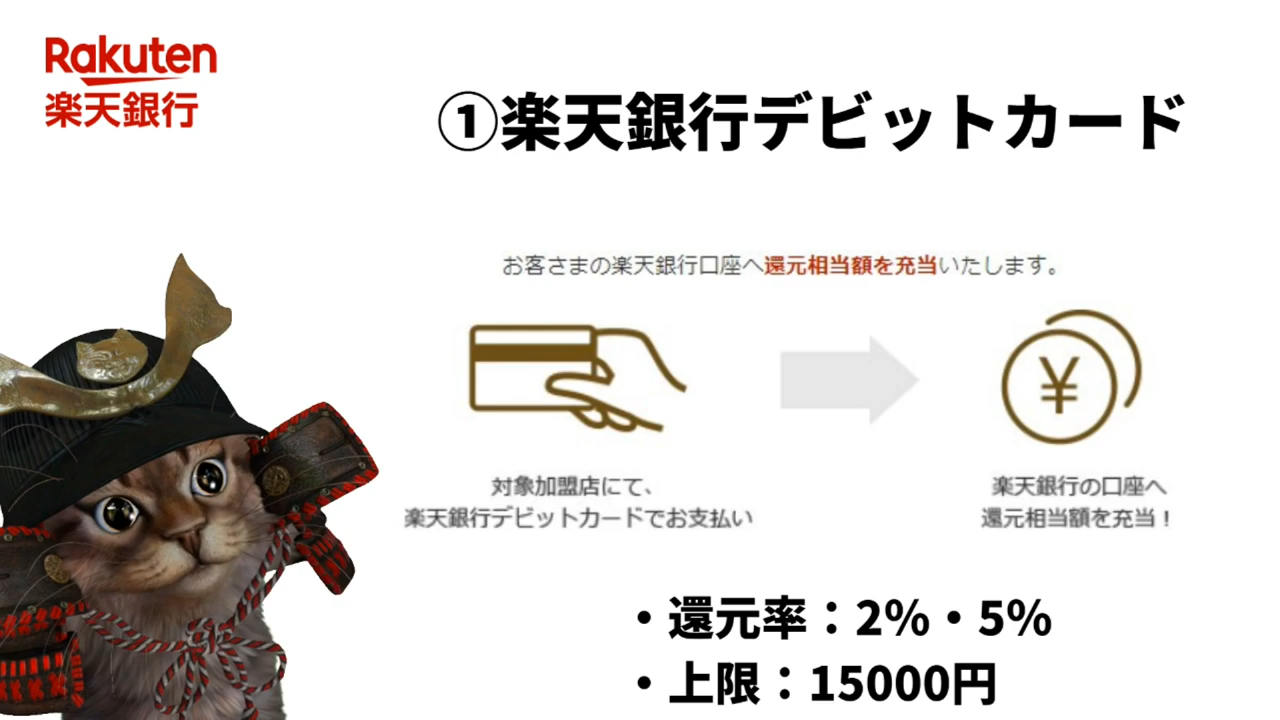 Rakuten
楽天銀行
①楽天銀行デビットカード
お客さまの楽天銀行口座へ還元相当額を充当いたします。
¥
対象加盟店にて、
楽天銀行デビットカードでお支払い
楽天銀行の口座へ
還元相当額を充当！
・還元率：2%・5%
・上限：15000円